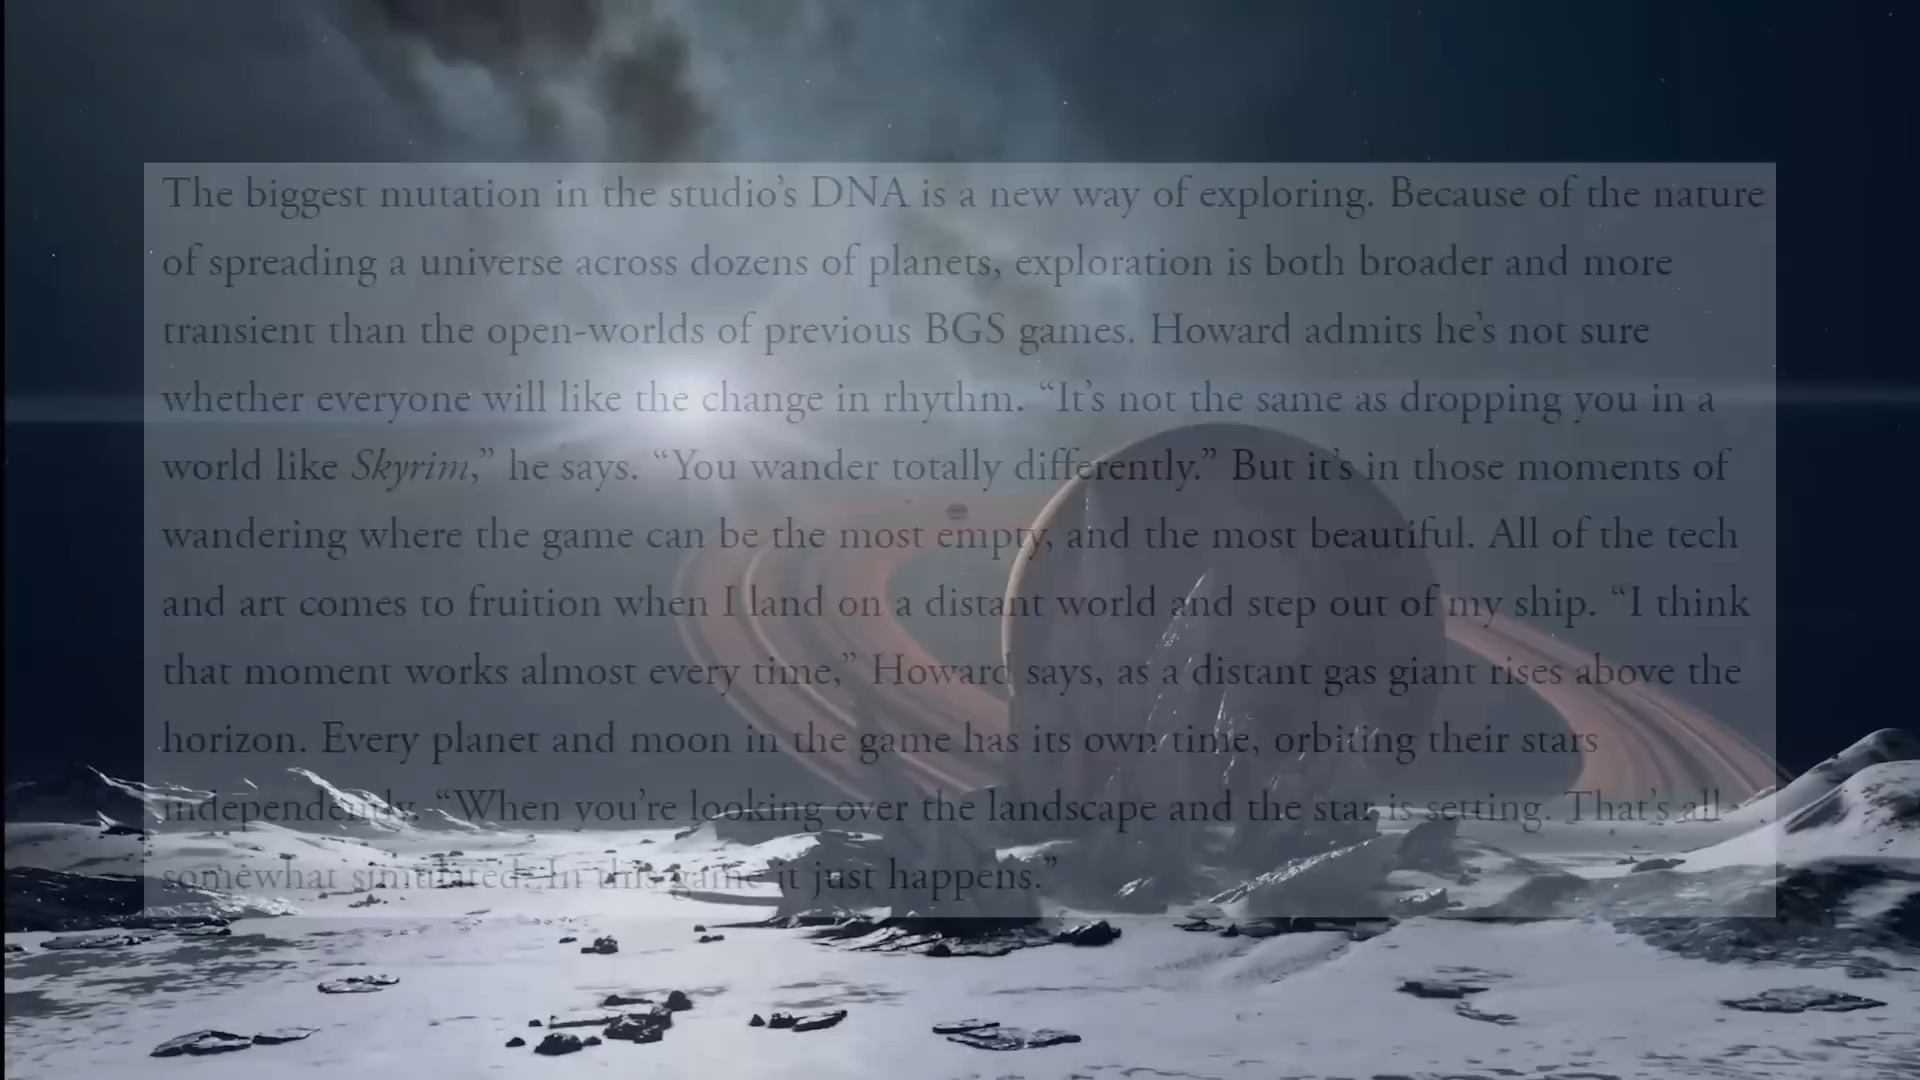 The biggest mutation in the studio’s DNA is a new way of exploring. Because of the nature
of spreading a universe across dozens of planets, exploration is both broader and more
transient than the open-worlds of previous BGS games. Howard admits he’s not sure
whether everyone will like the change in rhythm. “It’s not the same as dropping you in a
world like Skyrim,” he says. “You wander totally differently.” But it’s in those moments of
wandering where the game can be the most empty, and the most beautiful. All of the tech
and art comes to fruition when I land on a distant world and step out of my ship. “I think
that moment works almost every time,” Howard says, as a distant gas giant rises above the
horizon. Every planet and moon in the game has its own time, orbiting their stars
independently. “When you’re looking over the landscape and the star is setting. That’s all
somewhat simulated. In this game it just happens.”